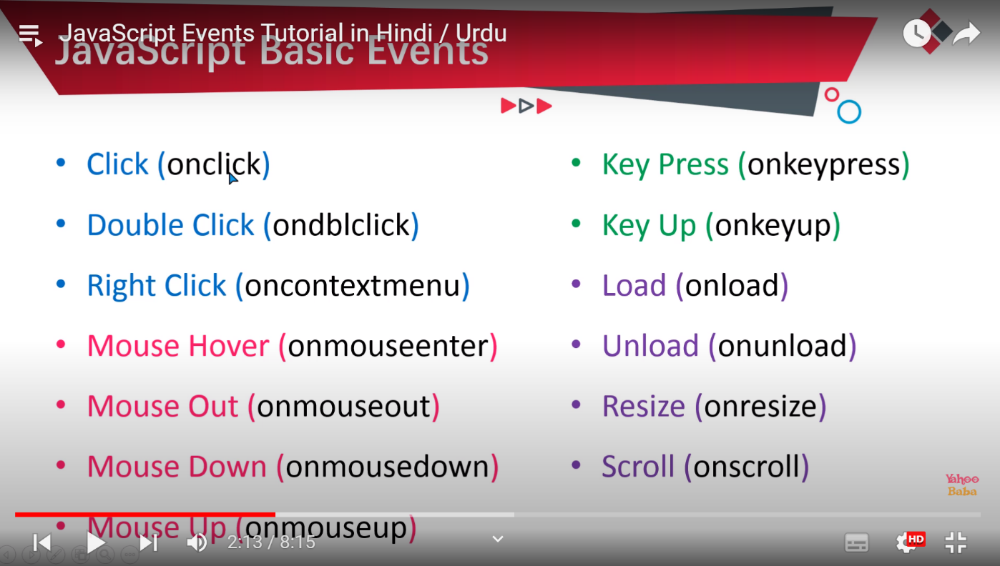 JavaScript Events Tutorial in Hindi / Urdu
JavaScript Basic Events
• Click (onclick)
• Double Click (ondblclick)
• Right Click (oncontextmenu)
• Mouse Hover (onmouseenter)
• Mouse Out (onmouseout)
• Mouse Down (onmousedown)
• Mouse Up (onmouseup)
• Key Press (onkeypress)
• Key Up (onkeyup)
• Load (onload)
• Unload (onunload)
• Resize (onresize)
• Scroll (onscroll)
Yahoo
Baba
2:13 / 8:15
HD